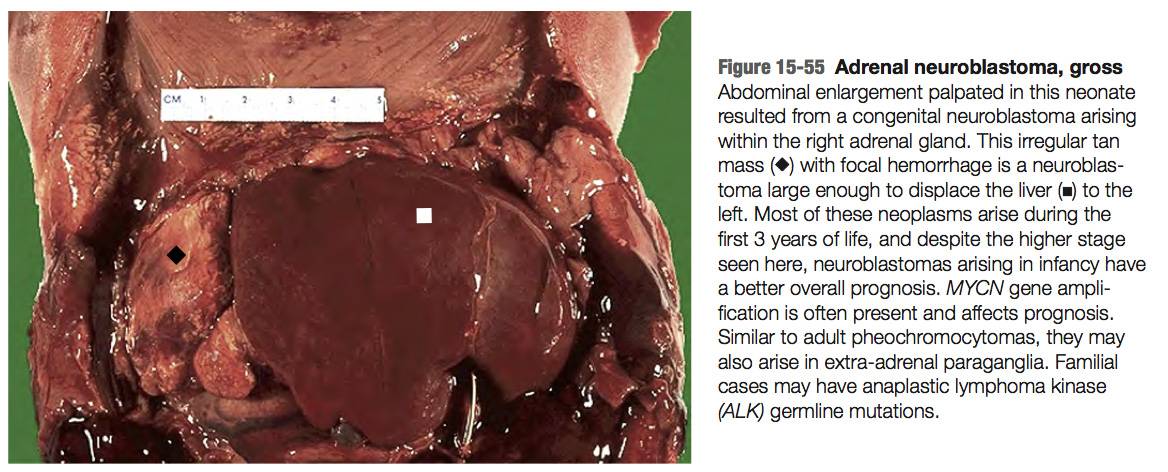 CM 1 2 3 4 5
Figure 15-55 Adrenal neuroblastoma, gross
Abdominal enlargement palpated in this neonate
resulted from a congenital neuroblastoma arising
within the right adrenal gland. This irregular tan
mass (◆) with focal hemorrhage is a neuroblas-
toma large enough to displace the liver (■) to the
left. Most of these neoplasms arise during the
first 3 years of life, and despite the higher stage
seen here, neuroblastomas arising in infancy have
a better overall prognosis. MYCN gene ampli-
fication is often present and affects prognosis.
Similar to adult pheochromocytomas, they may
also arise in extra-adrenal paraganglia. Familial
cases may have anaplastic lymphoma kinase
(ALK) germline mutations.